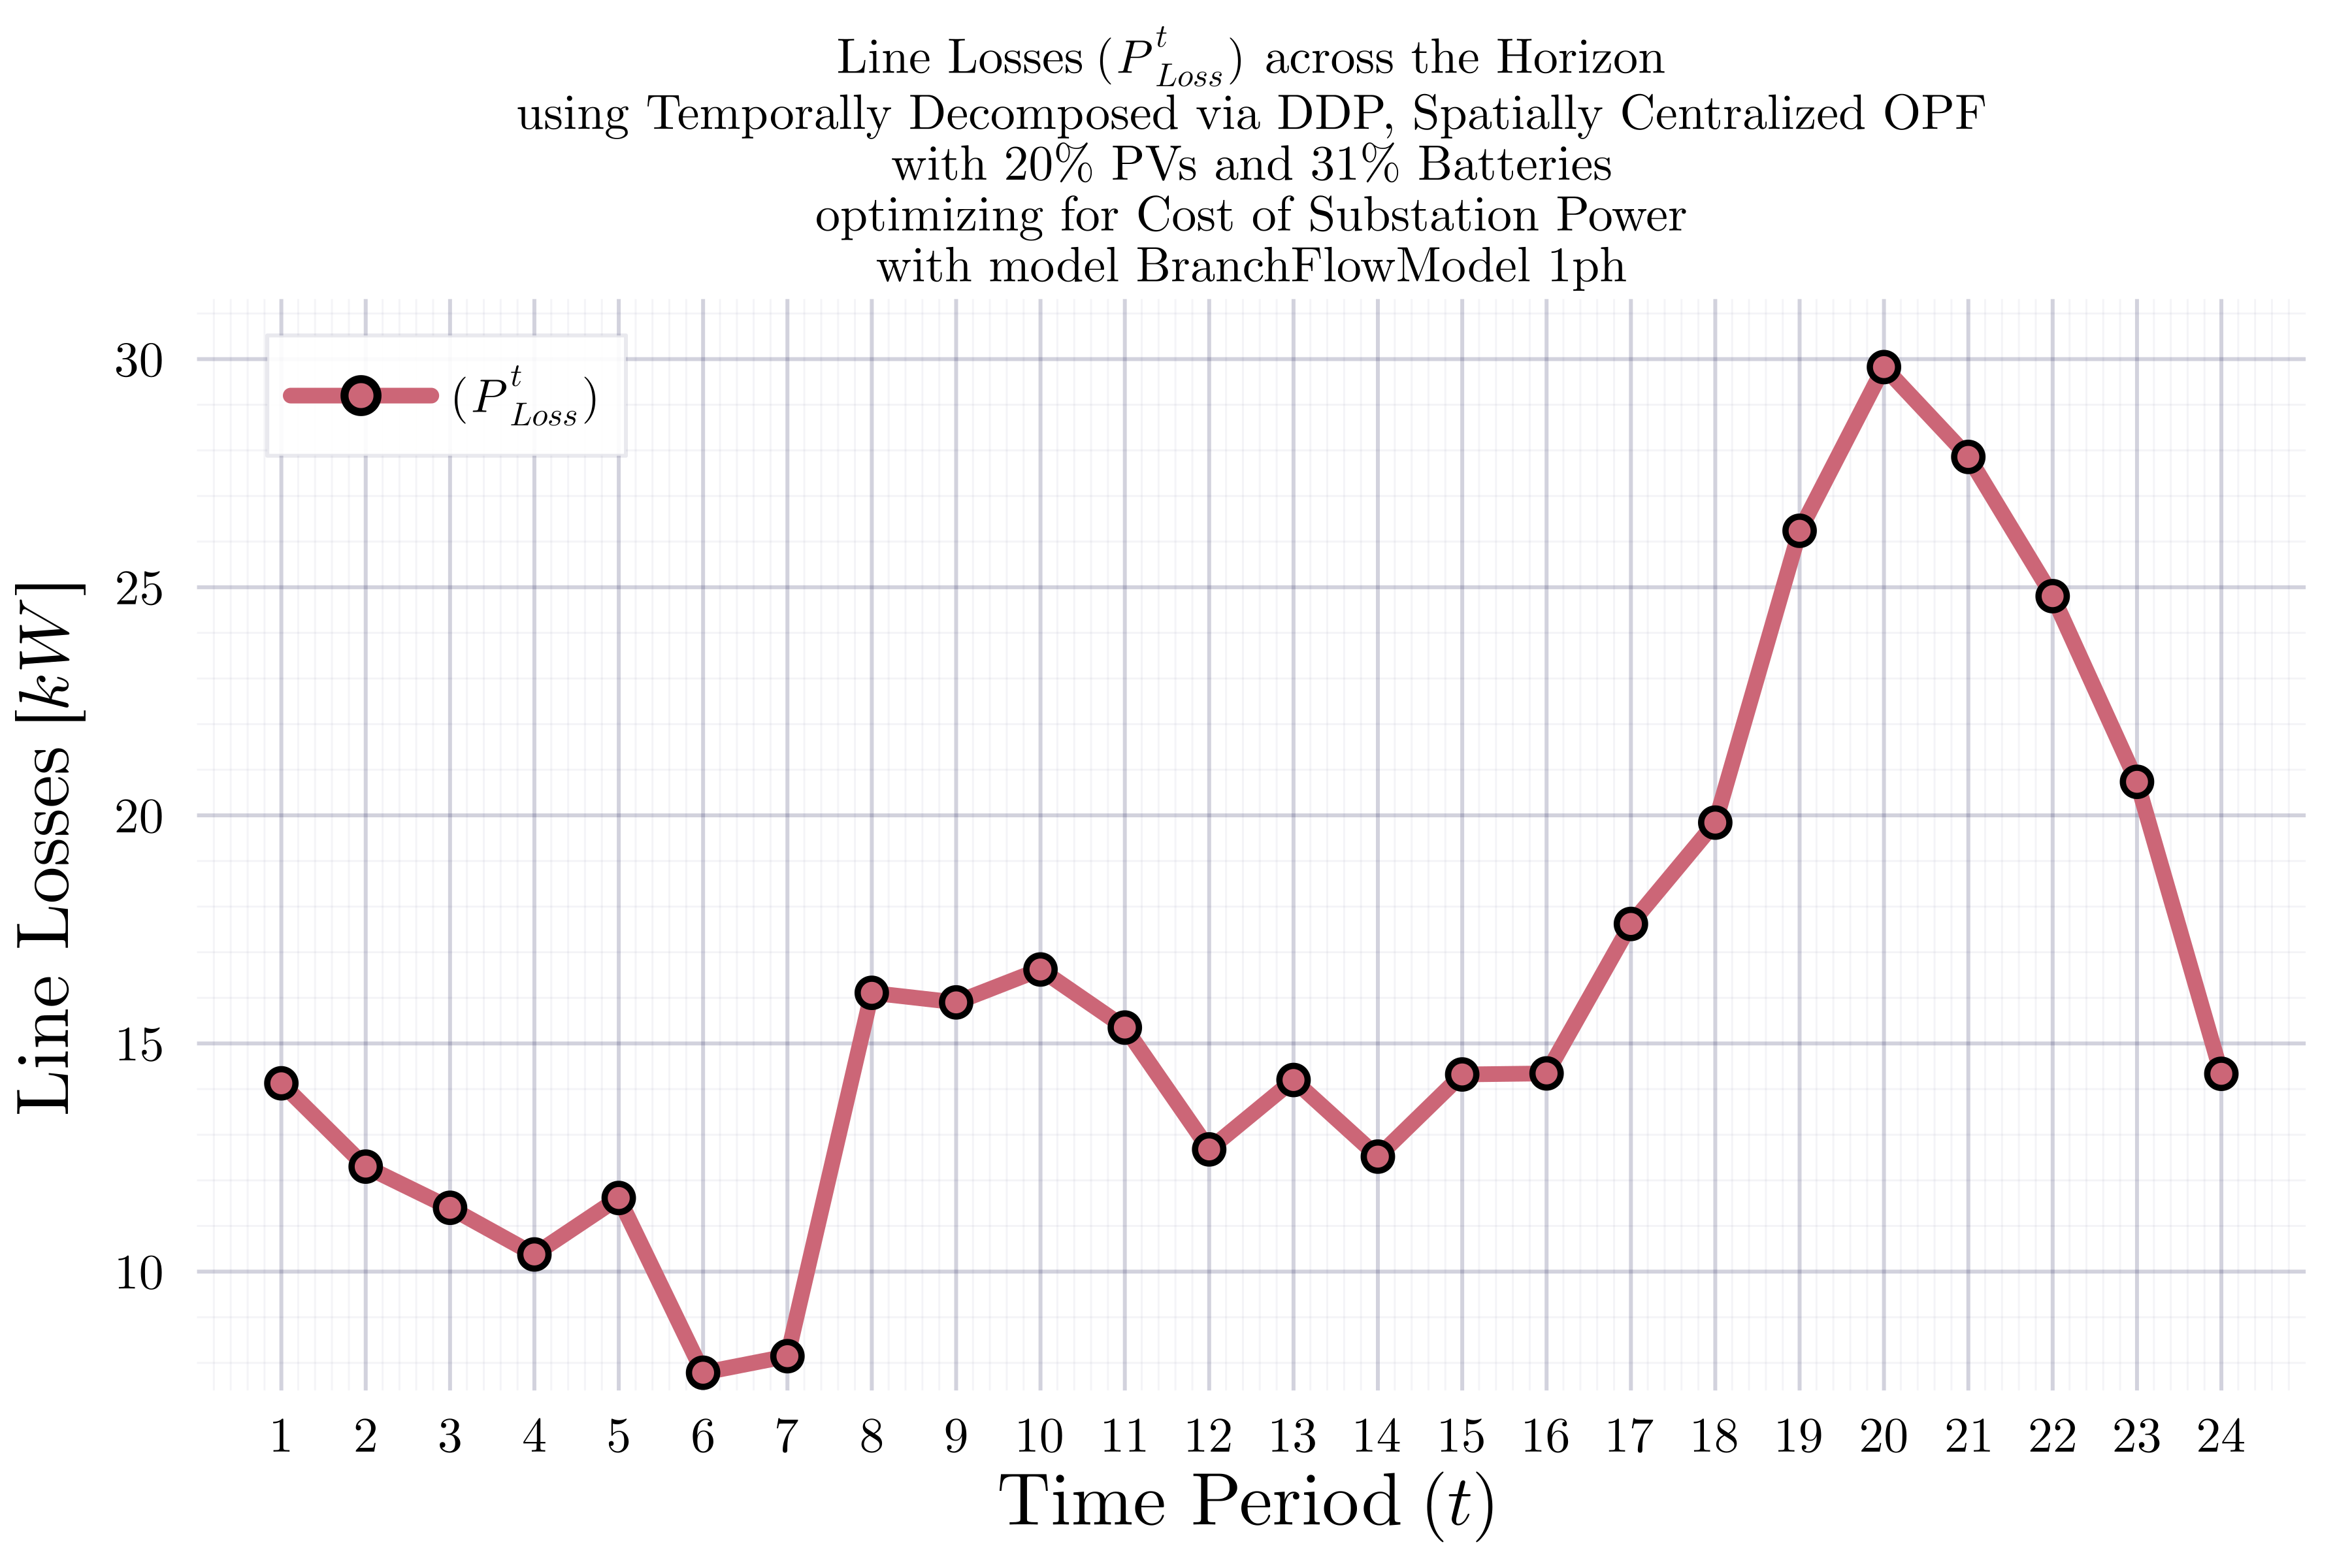 Line Losses (P^t_Loss) across the Horizon
using Temporally Decomposed via DDP, Spatially Centralized OPF
with 20% PVs and 31% Batteries
optimizing for Cost of Substation Power
with model BranchFlowModel 1ph
(P^t_Loss)
30
25
20
15
10
Line Losses [kW]
1 2 3 4 5 6 7 8 9 10 11 12 13 14 15 16 17 18 19 20 21 22 23 24
Time Period (t)